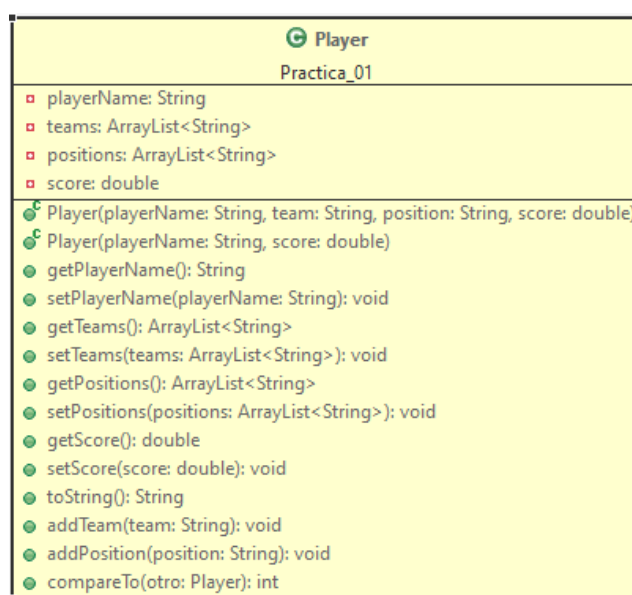 Player
Practica_01
playerName: String
teams: ArrayList<String>
positions: ArrayList<String>
score: double
Player(playerName: String, team: String, position: String, score: double)
Player(playerName: String, score: double)
getPlayerName(): String
setPlayerName(playerName: String): void
getTeams(): ArrayList<String>
setTeams(teams: ArrayList<String>): void
getPositions(): ArrayList<String>
setPositions(positions: ArrayList<String>): void
getScore(): double
setScore(score: double): void
toString(): String
addTeam(team: String): void
addPosition(position: String): void
compareTo(otro: Player): int